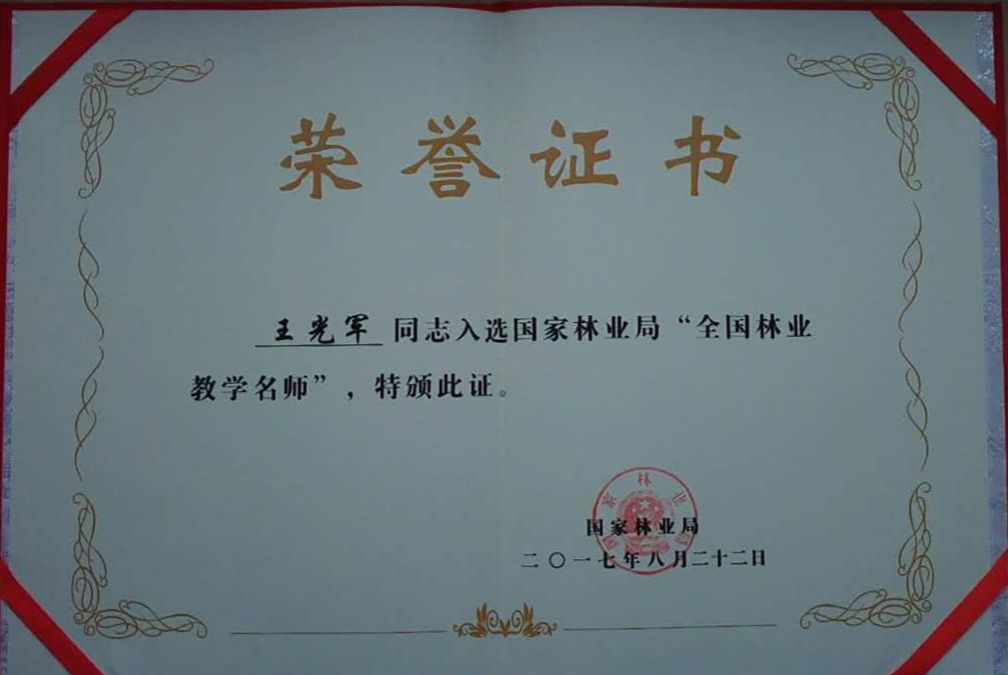 荣誉证书
王光军 同志入选国家林业局“全国林业
教学名师”，特颁此证。
国家林业局
二〇一七年八月二十二日